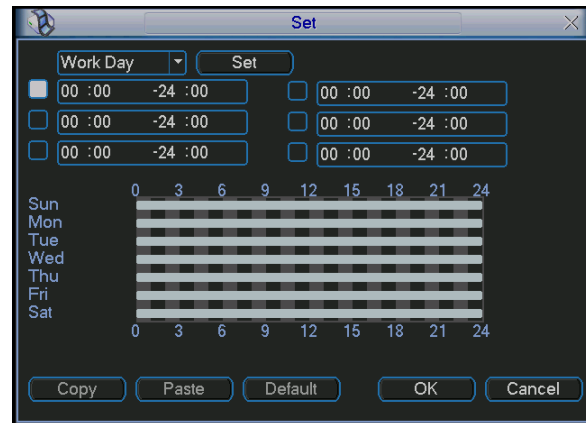 Set
Work Day Set
00 :00 -24 :00 00 :00 -24 :00
00 :00 -24 :00 00 :00 -24 :00
00 :00 -24 :00 00 :00 -24 :00
0 3 6 9 12 15 18 21 24
Sun
Mon
Tue
Wed
Thu
Fri
Sat
0 3 6 9 12 15 18 21 24
Copy Paste Default OK Cancel